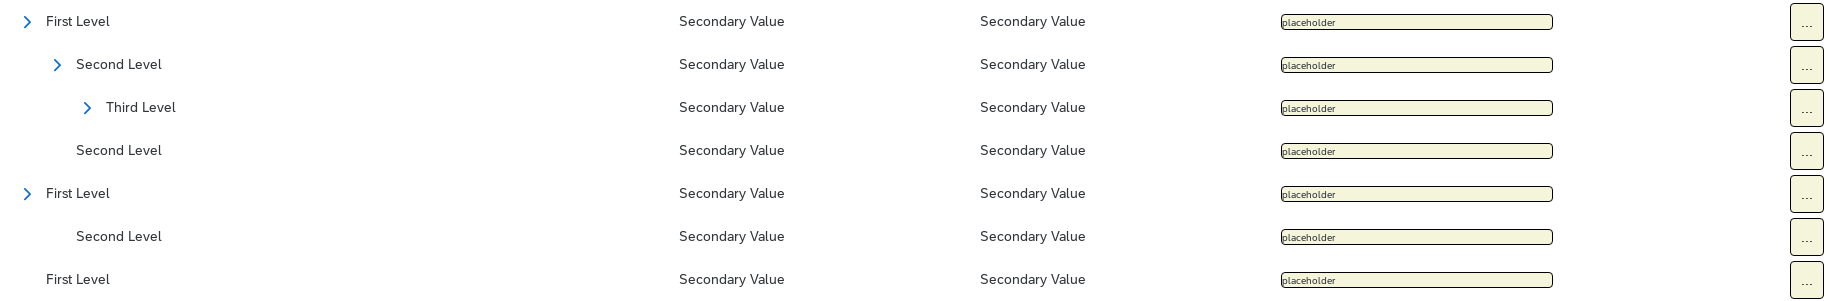 First Level Secondary Value Secondary Value placeholder ...
Second Level Secondary Value Secondary Value placeholder ...
Third Level Secondary Value Secondary Value placeholder ...
Second Level Secondary Value Secondary Value placeholder ...
First Level Secondary Value Secondary Value placeholder ...
Second Level Secondary Value Secondary Value placeholder ...
First Level Secondary Value Secondary Value placeholder ...